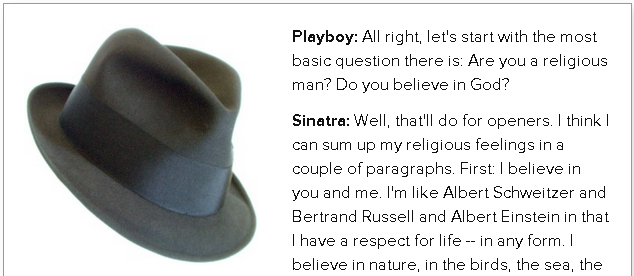 Playboy: All right, let's start with the most
basic question there is: Are you a religious
man? Do you believe in God?
Sinatra: Well, that'll do for openers. I think I
can sum up my religious feelings in a
couple of paragraphs. First: I believe in
you and me. I'm like Albert Schweitzer and
Bertrand Russell and Albert Einstein in that
I have a respect for life -- in any form. I
believe in nature, in the birds, the sea, the